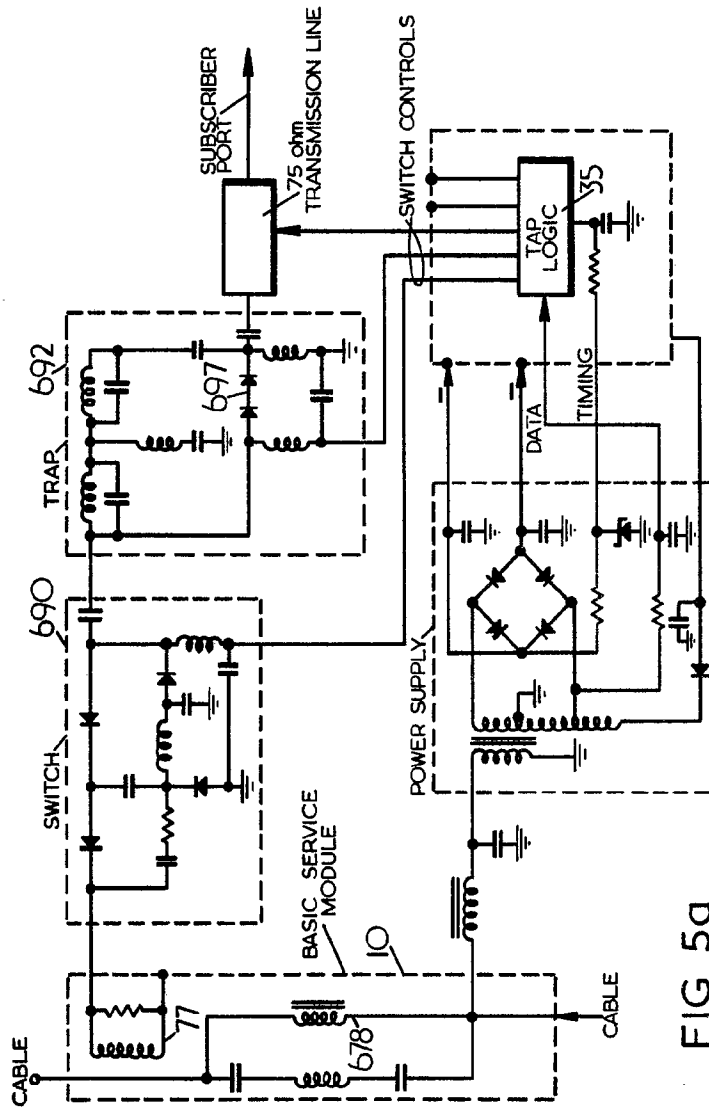 CABLE
77
678
CABLE
10
BASIC SERVICE
MODULE
SWITCH
690
TRAP
692
697
SUBSCRIBER
PORT
75 ohm
TRANSMISSION LINE
SWITCH CONTROLS
TAP
LOGIC
35
POWER SUPPLY
DATA
TIMING
FIG 5a